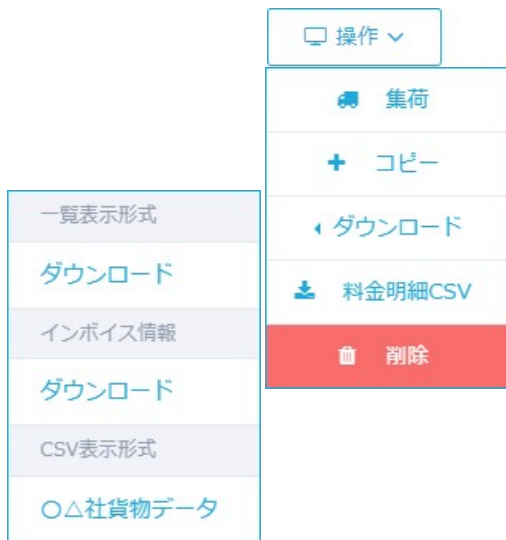 操作
集荷
コピー
ダウンロード
料金明細CSV
削除
一覧表示形式
ダウンロード
インボイス情報
ダウンロード
CSV表示形式
〇△社貨物データ